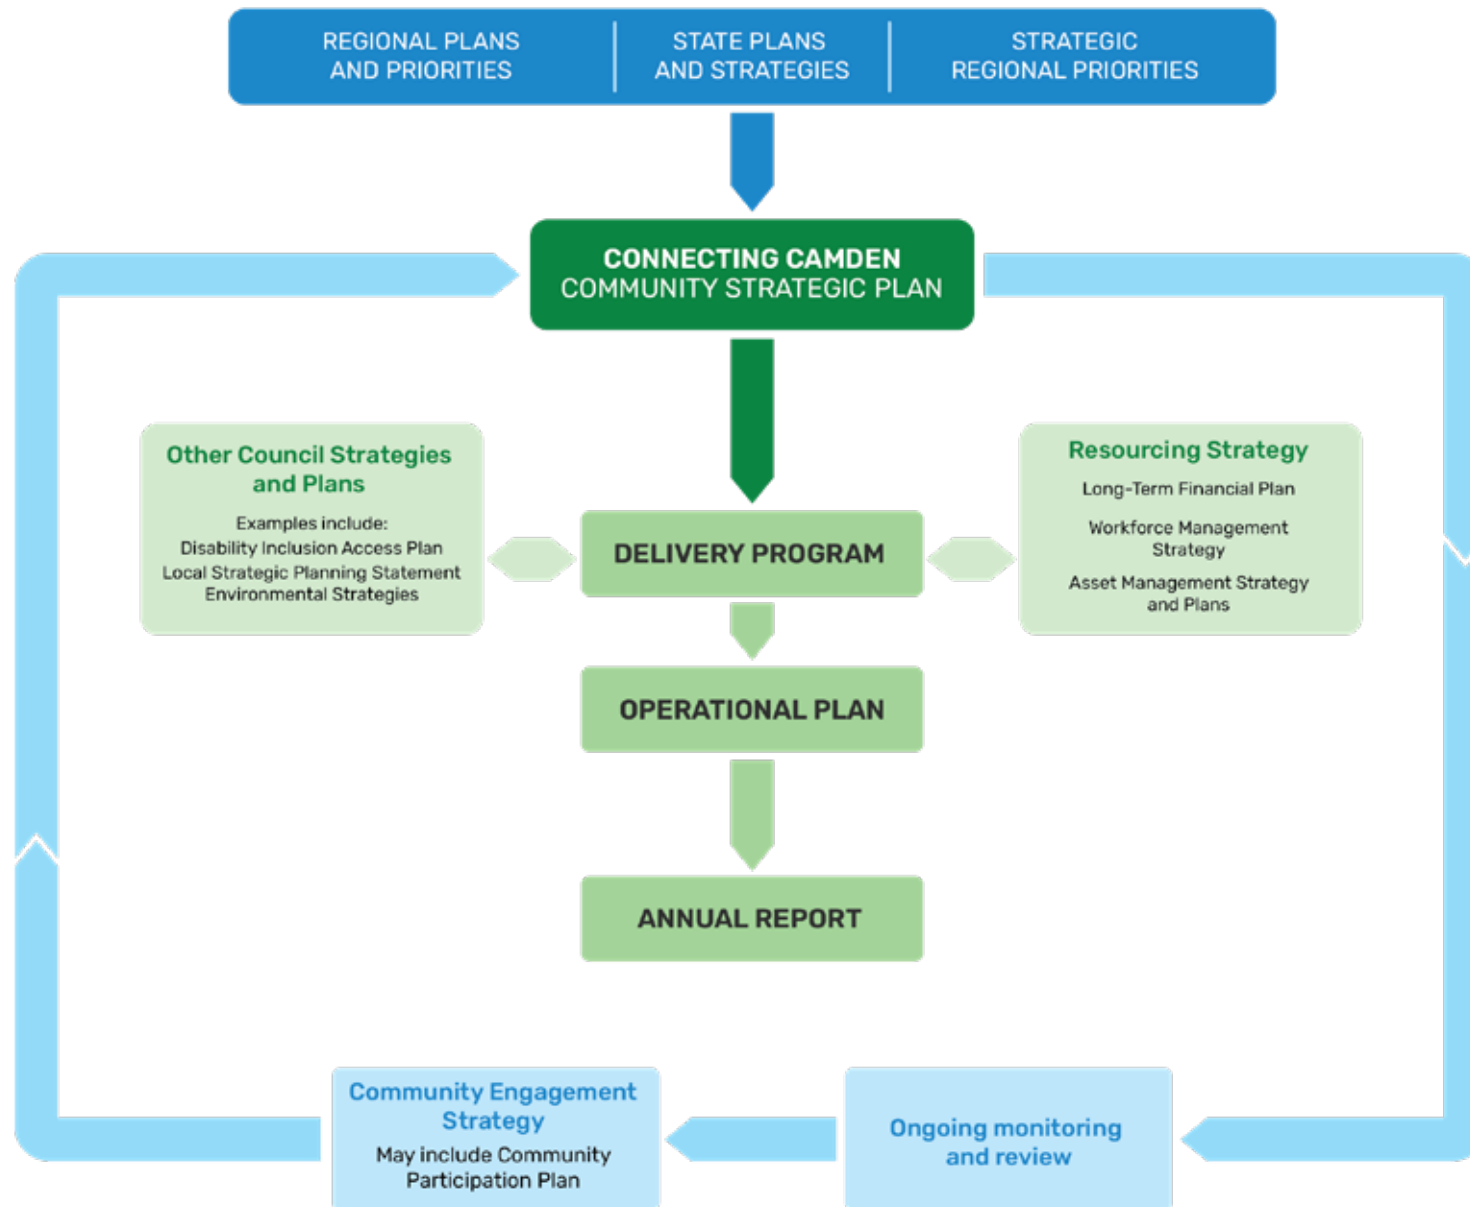 REGIONAL PLANS
AND PRIORITIES
STATE PLANS
AND STRATEGIES
STRATEGIC
REGIONAL PRIORITIES
CONNECTING CAMDEN
COMMUNITY STRATEGIC PLAN
Other Council Strategies
and Plans
Examples include:
Disability Inclusion Access Plan
Local Strategic Planning Statement
Environmental Strategies
DELIVERY PROGRAM
Resourcing Strategy
Long-Term Financial Plan
Workforce Management
Strategy
Asset Management Strategy
and Plans
OPERATIONAL PLAN
ANNUAL REPORT
Community Engagement
Strategy
May include Community
Participation Plan
Ongoing monitoring
and review